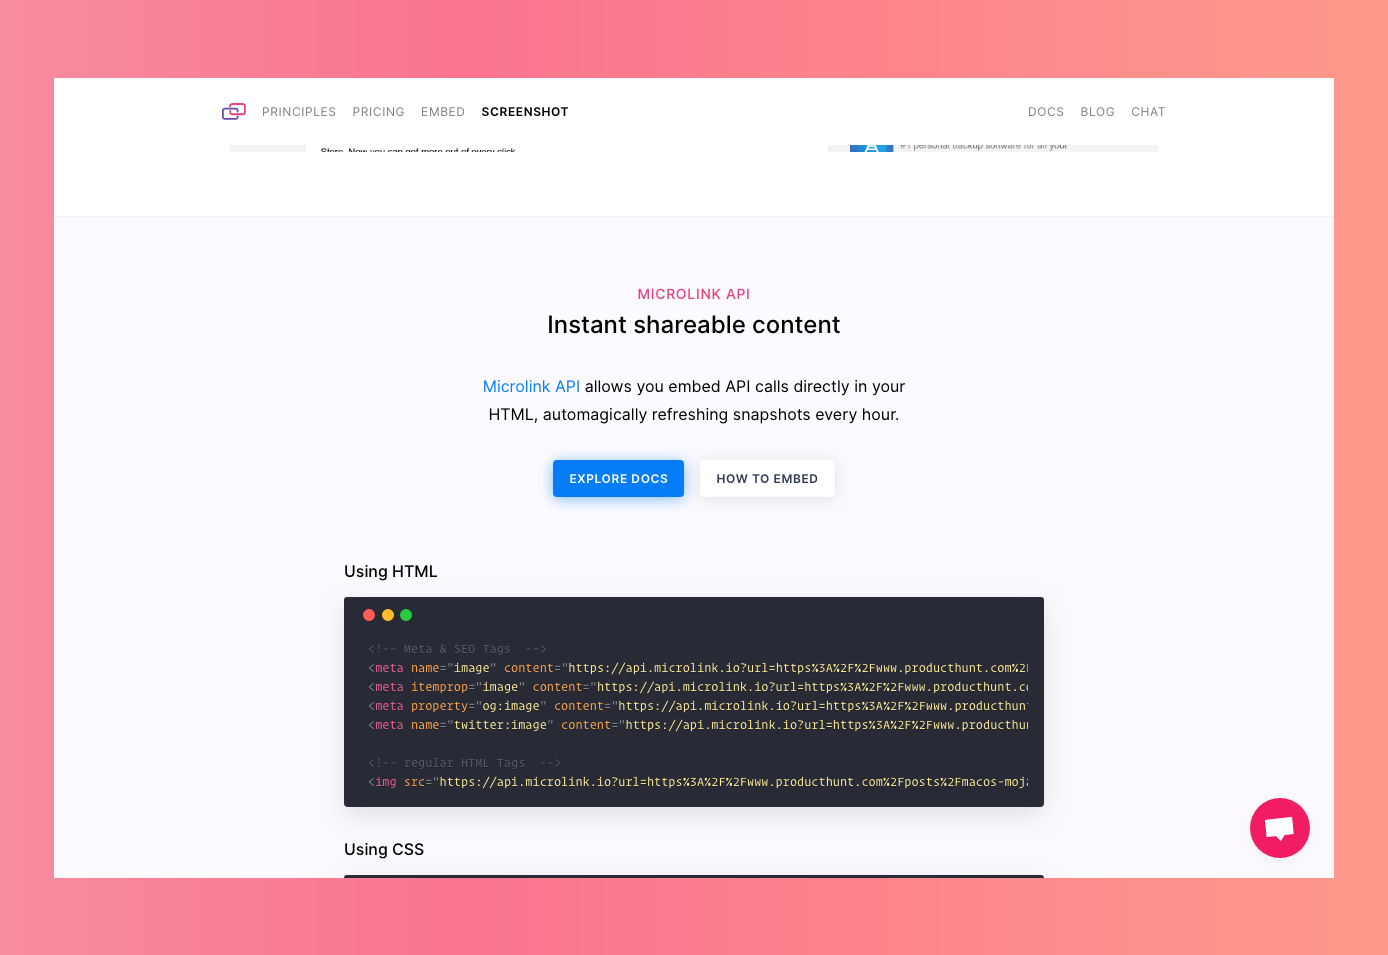 PRINCIPLES PRICING EMBED SCREENSHOT DOCS BLOG CHAT
Store. Now you can get more out of every click
#1 personal backup software for all your
MICROLINK API
Instant shareable content
Microlink API allows you embed API calls directly in your
HTML, automagically refreshing snapshots every hour.
EXPLORE DOCS HOW TO EMBED
Using HTML
<!-- Meta & SEO Tags  -->
<meta name="image" content="https://api.microlink.io?url=https%3A%2F%2Fwww.producthunt.com%2F
<meta itemprop="image" content="https://api.microlink.io?url=https%3A%2F%2Fwww.producthunt.co
<meta property="og:image" content="https://api.microlink.io?url=https%3A%2F%2Fwww.producthunt
<meta name="twitter:image" content="https://api.microlink.io?url=https%3A%2F%2Fwww.producthun
<!-- regular HTML Tags  -->
<img src="https://api.microlink.io?url=https%3A%2F%2Fwww.producthunt.com%2Fposts%2Fmacos-moja
Using CSS